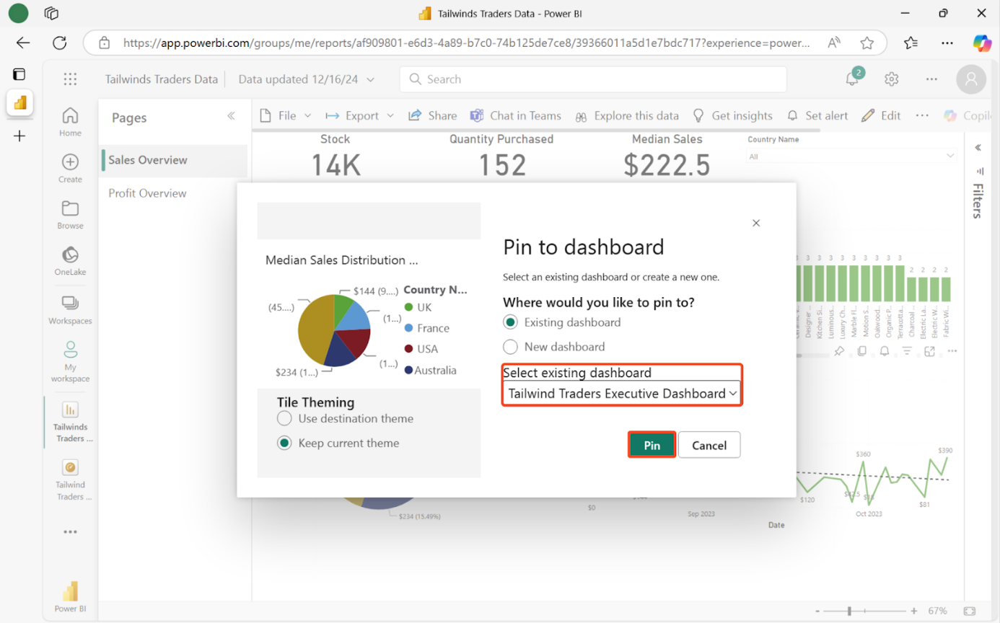 Tailwinds Traders Data - Power BI
https://app.powerbi.com/groups/me/reports/af909801-e6d3-4a89-b7c0-74b125de7ce8/39366011a5d1e7bdc717?experience=power...
Tailwinds Traders Data
Data updated 12/16/24
Search
2
Home
Create
Browse
OneLake
Workspaces
My
workspace
Tailwinds
Traders ...
Tailwind
Traders ...
Power BI
Pages
Sales Overview
Profit Overview
File
Export
Share
Chat in Teams
Explore this data
Get insights
Set alert
Edit
Stock
14K
Quantity Purchased
152
Median Sales
$222.5
Country Name
All
Filters
Median Sales Distribution ...
$144 (9....)
(45....)
(1...)
(1...)
$234 (1...)
Country N...
UK
France
USA
Australia
Tile Theming
Use destination theme
Keep current theme
Pin to dashboard
Select an existing dashboard or create a new one.
Where would you like to pin to?
Existing dashboard
New dashboard
Select existing dashboard
Tailwind Traders Executive Dashboard
Pin
Cancel
3 3 3 3 3 3 3 3 3
2 2 2 2
Designer ...
Kitchen Si...
Luminous...
Luxury Ch...
Marble Fl...
Motion S...
Oakwood...
Organic P...
Terracotta...
Charcoal ...
Electric La...
Electric W...
Fabric Wi...
$234 (15.49%)
$0
Sep 2023
$120
$360
$81
$390
Oct 2023
Date
67%